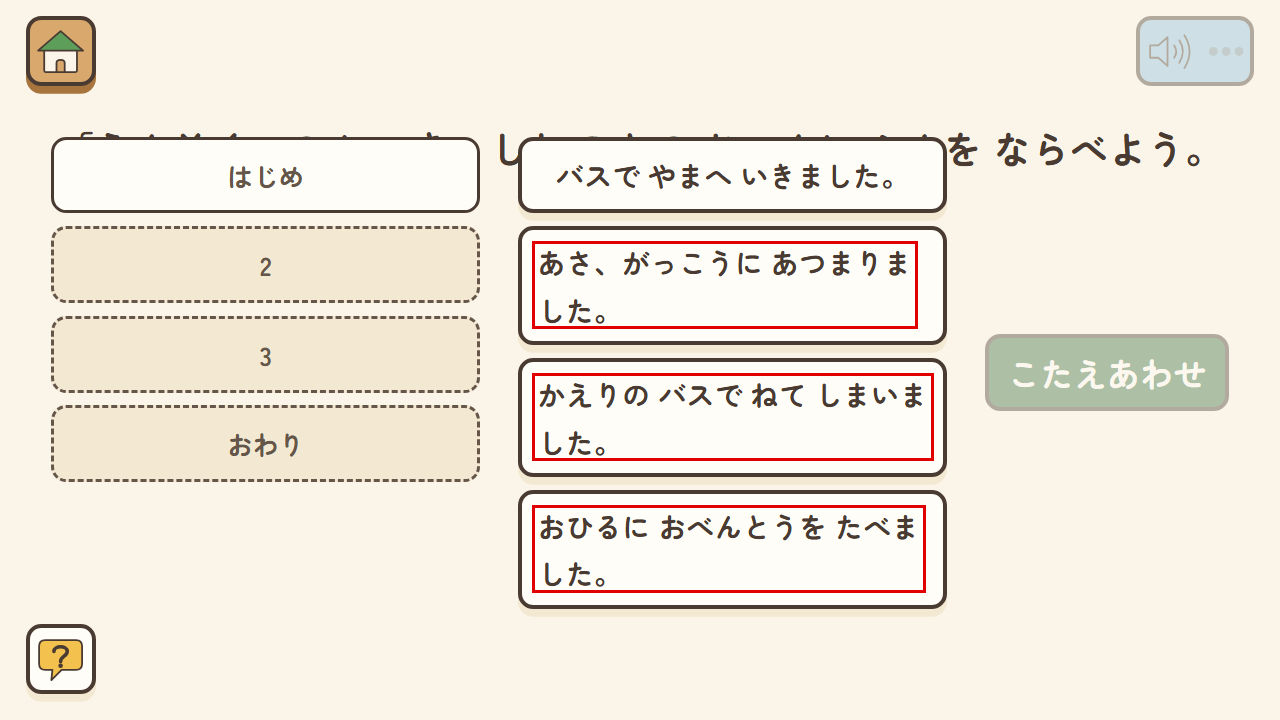 を ならべよう。
はじめ
2
3
おわり
バスで やまへ いきました。
あさ、がっこうに あつまりま
した。
かえりの バスで ねて しまいま
した。
おひるに おべんとうを たべま
した。
こたえあわせ
?